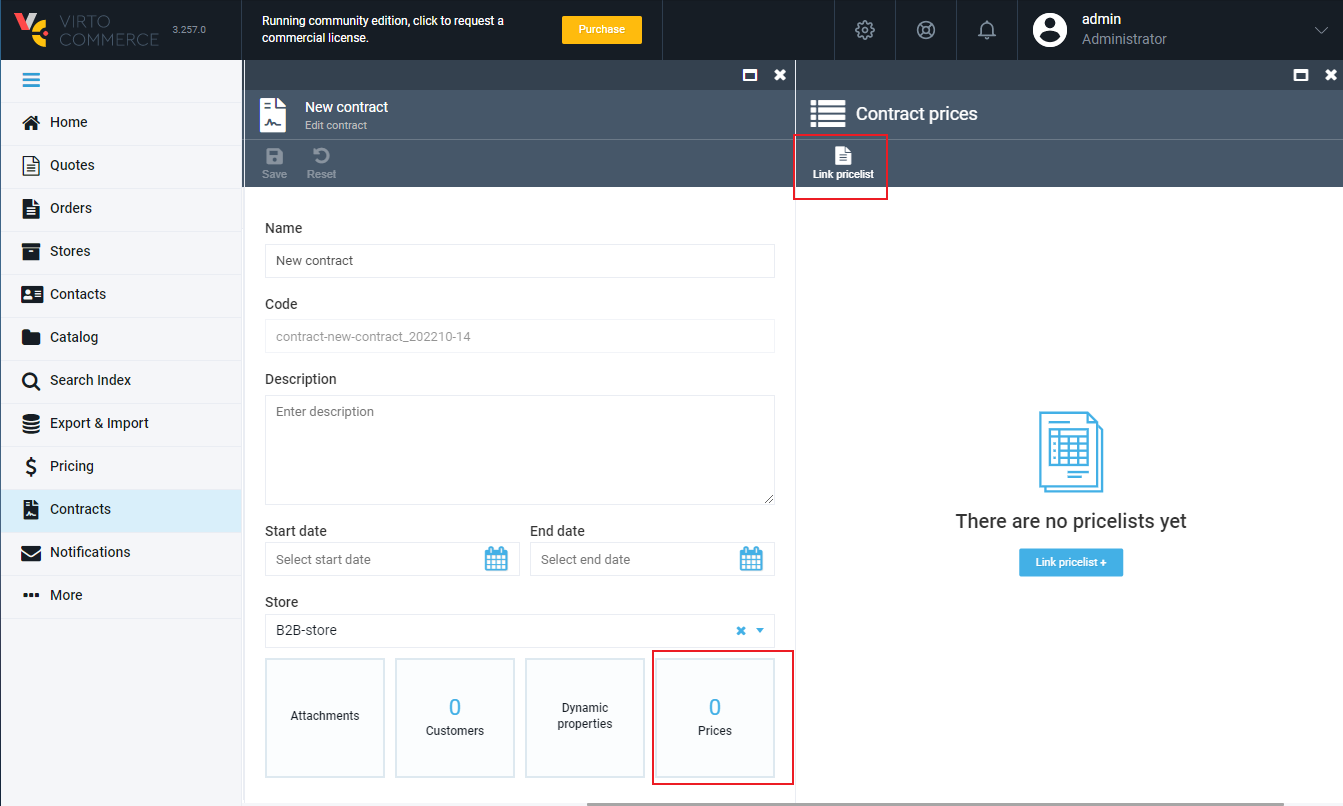 VIRTO
COMMERCE
3.257.0
Running community edition, click to request a
commercial license.
Purchase
admin
Administrator
Home
Quotes
Orders
Stores
Contacts
Catalog
Search Index
Export & Import
Pricing
Contracts
Notifications
More
New contract
Edit contract
Save
Reset
Name
New contract
Code
contract-new-contract_202210-14
Description
Enter description
Start date
End date
Select start date
Select end date
Store
B2B-store
Attachments
0
Customers
Dynamic
properties
0
Prices
Contract prices
Link pricelist
There are no pricelists yet
Link pricelist +